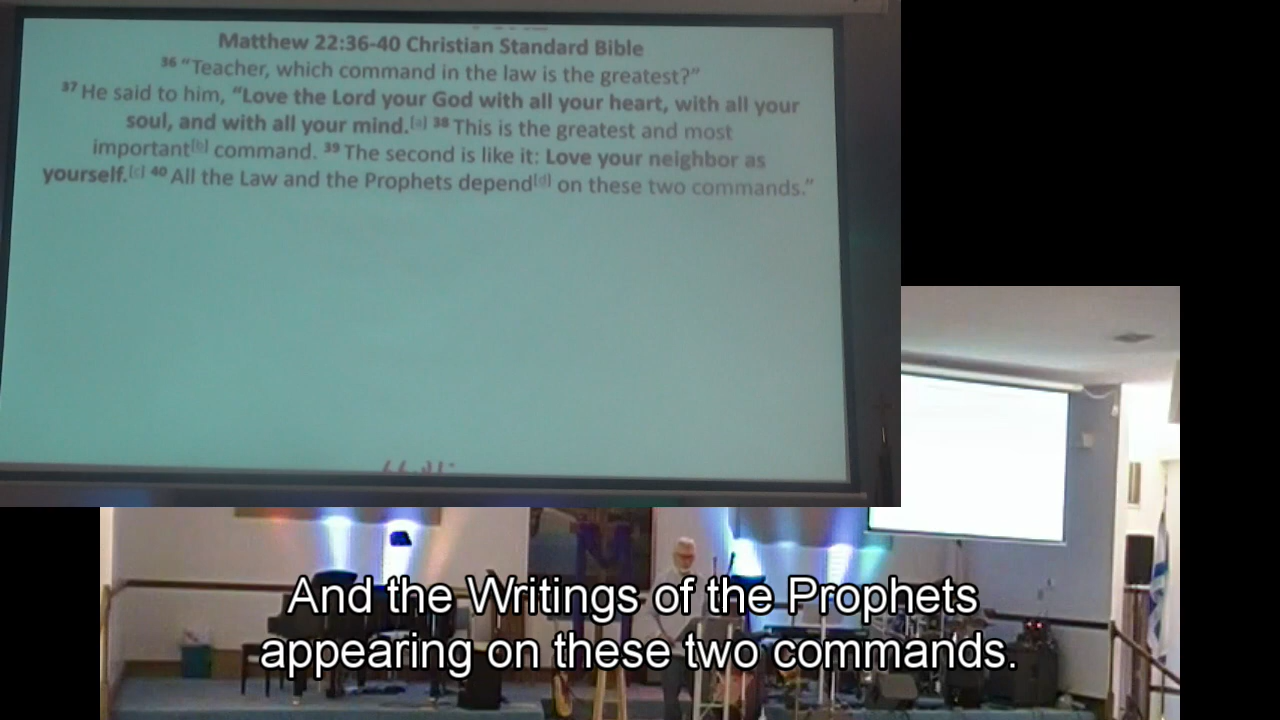 Matthew 22:36-40 Christian Standard Bible
36 “Teacher, which command in the law is the greatest?”
37 He said to him, “Love the Lord your God with all your heart, with all your
soul, and with all your mind.[a] 38 This is the greatest and most
important[b] command. 39 The second is like it: Love your neighbor as
yourself.[c] 40 All the Law and the Prophets depend[d] on these two commands.”
And the Writings of the Prophets
appearing on these two commands.